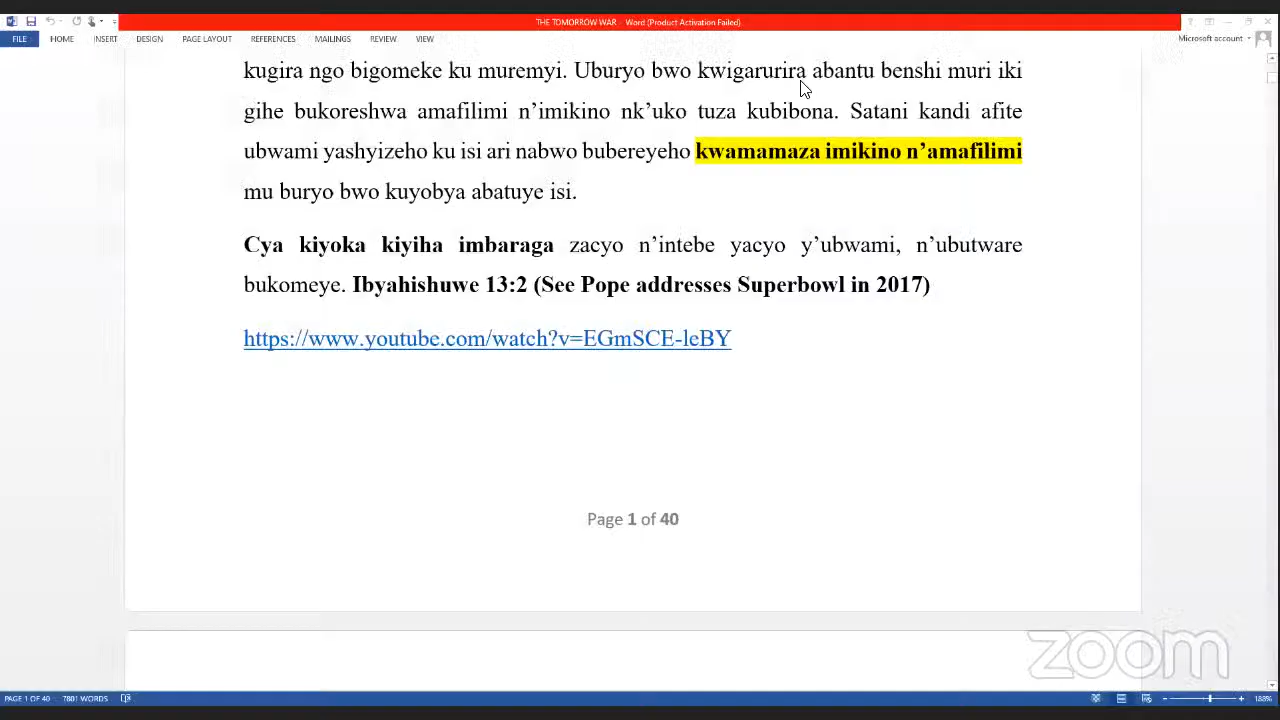 THE TOMORROW WAR - Word (Product Activation Failed)
FILE HOME INSERT DESIGN PAGE LAYOUT REFERENCES MAILINGS REVIEW VIEW Microsoft account
kugira ngo bigomeke ku muremyi. Uburyo bwo kwigarurira abantu benshi muri iki
gihe bukoreshwa amafilimi n’imikino nk’uko tuza kubibona. Satani kandi afite
ubwami yashyizeho ku isi ari nabwo bubereyeho kwamamaza imikino n’amafilimi
mu buryo bwo kuyobya abatuye isi.
Cya kiyoka kiyiha imbaraga zacyo n’intebe yacyo y’ubwami, n’ubutware
bukomeye. Ibyahishuwe 13:2 (See Pope addresses Superbowl in 2017)
https://www.youtube.com/watch?v=EGmSCE-leBY
Page 1 of 40
zoom
PAGE 1 OF 40 7801 WORDS 188%